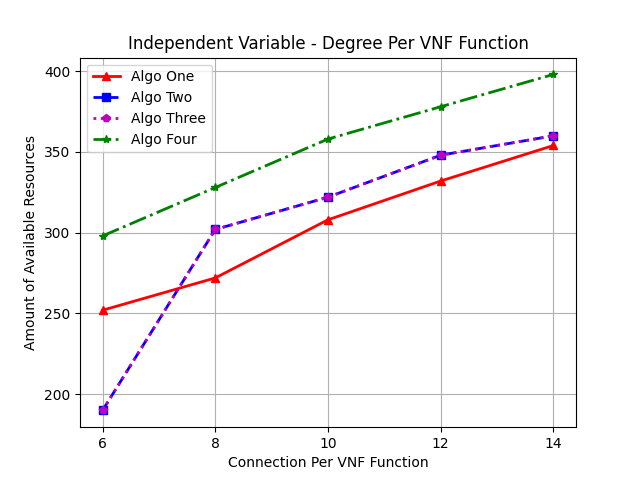 Independent Variable - Degree Per VNF Function
Algo One
Algo Two
Algo Three
Algo Four
Amount of Available Resources
400
350
300
250
200
6 8 10 12 14
Connection Per VNF Function